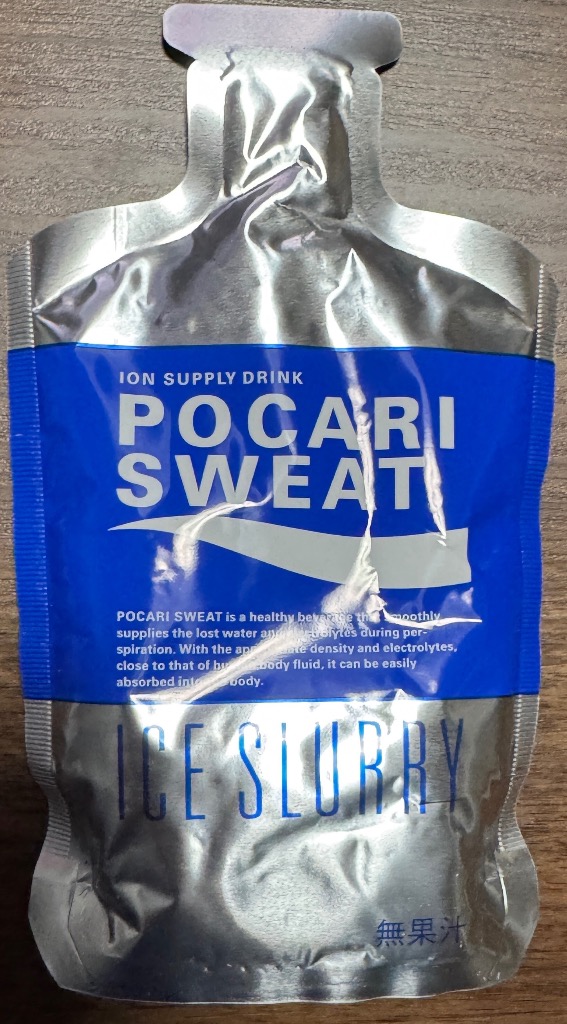 ION SUPPLY DRINK
POCARI
SWEAT
POCARI SWEAT is a healthy beverage that smoothly
supplies the lost water and electrolytes during per-
spiration. With the appropriate density and electrolytes,
close to that of human body fluid, it can be easily
absorbed into the body.
ICE SLURRY
無果汁